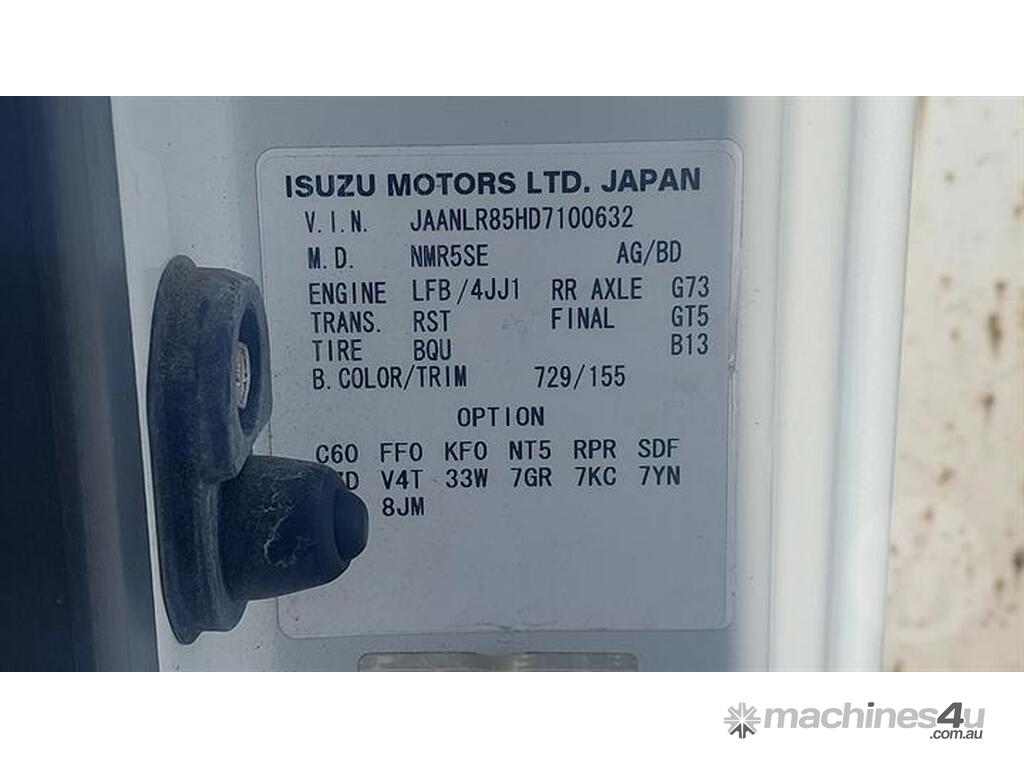 ISUZU MOTORS LTD. JAPAN
V.I.N. JAANLR85HD7100632
M.D. NMR5SE AG/BD
ENGINE LFB/4JJ1 RR AXLE G73
TRANS. RST FINAL GT5
TIRE BQU B13
B.COLOR/TRIM 729/155
OPTION
C60 FF0 KF0 NT5 RPR SDF
V4T 33W 7GR 7KC 7YN
8JM
machines4u
.com.au